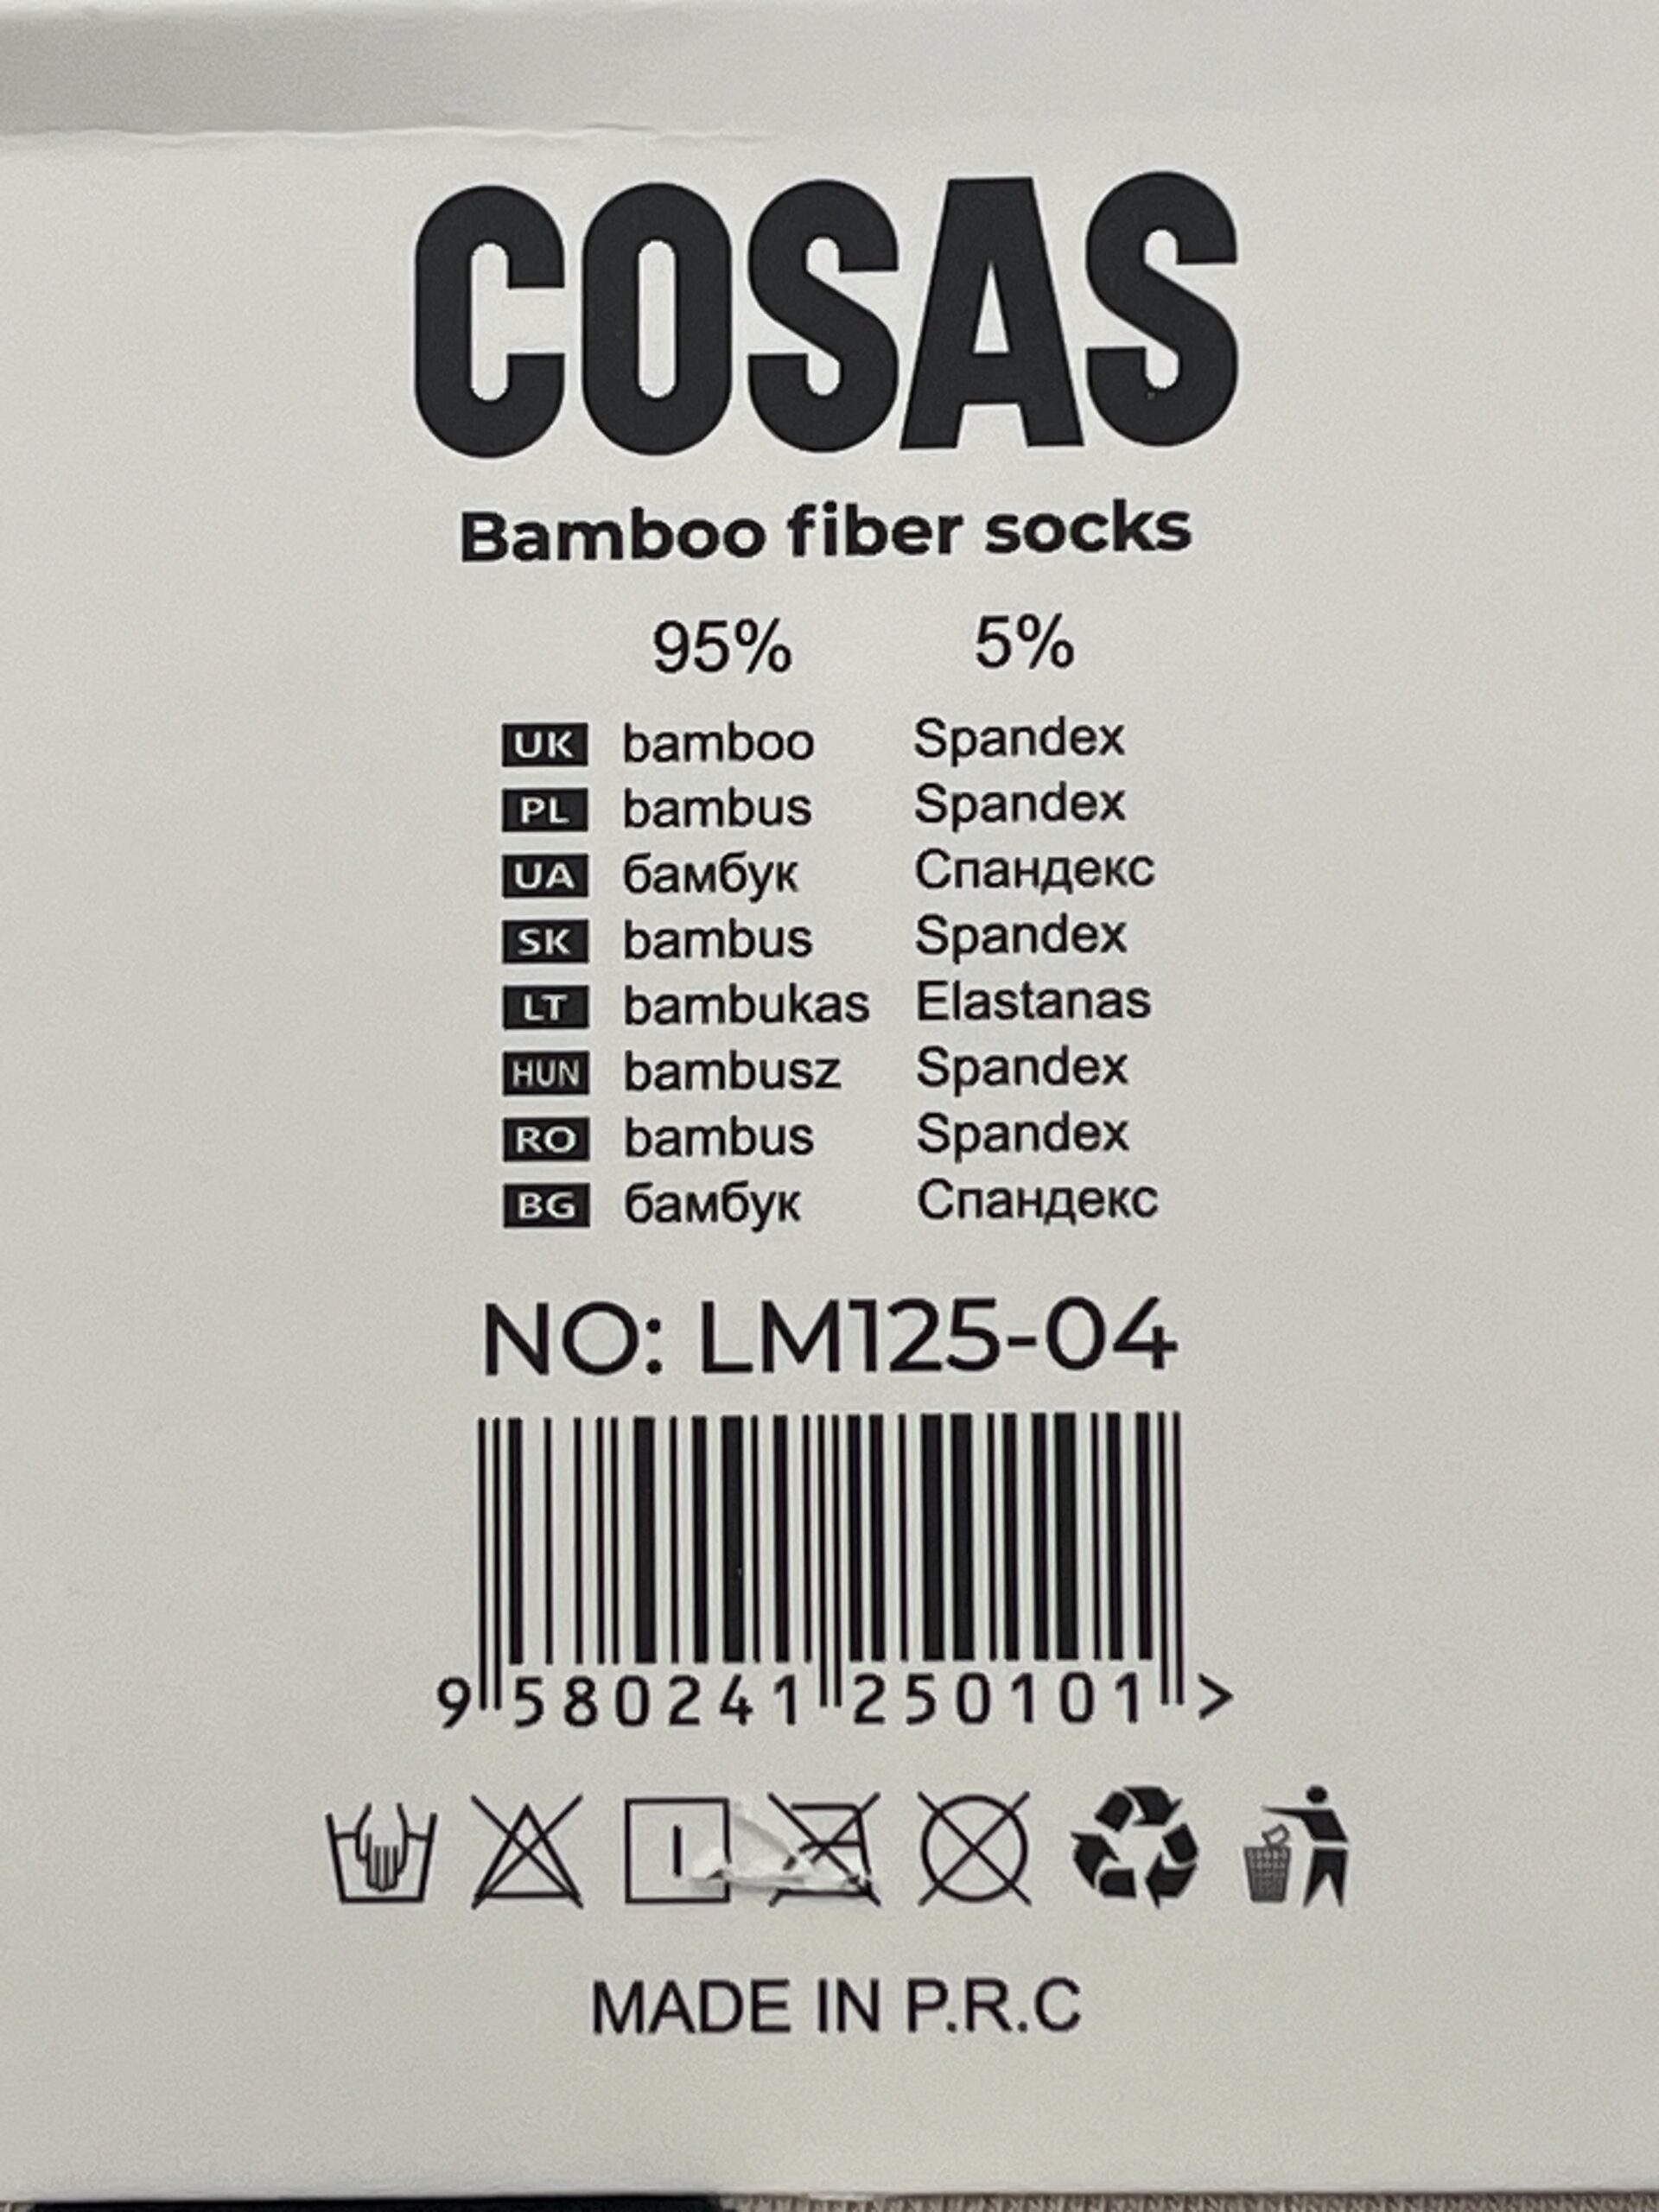 COSAS
Bamboo fiber socks
95% 5%
UK bamboo Spandex
PL bambus Spandex
UA бамбук Спандекс
SK bambus Spandex
LT bambukas Elastanas
HUN bambusz Spandex
RO bambus Spandex
BG бамбук Спандекс
NO: LM125-04
9 580241 250101 >
MADE IN P.R.C